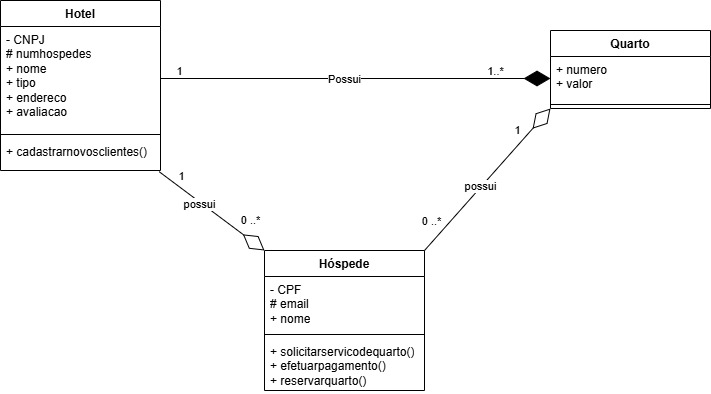 Hotel
- CNPJ
# numhospedes
+ nome
+ tipo
+ endereco
+ avaliacao
+ cadastrarnovosclientes()
Quarto
+ numero
+ valor
1
Possui
1..*
1
possui
0 ..*
1
possui
0 ..*
Hóspede
- CPF
# email
+ nome
+ solicitarservicodequarto()
+ efetuarpagamento()
+ reservarquarto()